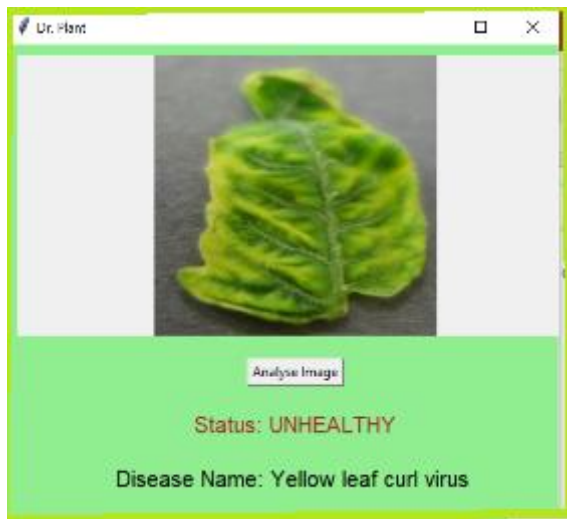 Dr. Plant
Analyse Image
Status: UNHEALTHY
Disease Name: Yellow leaf curl virus